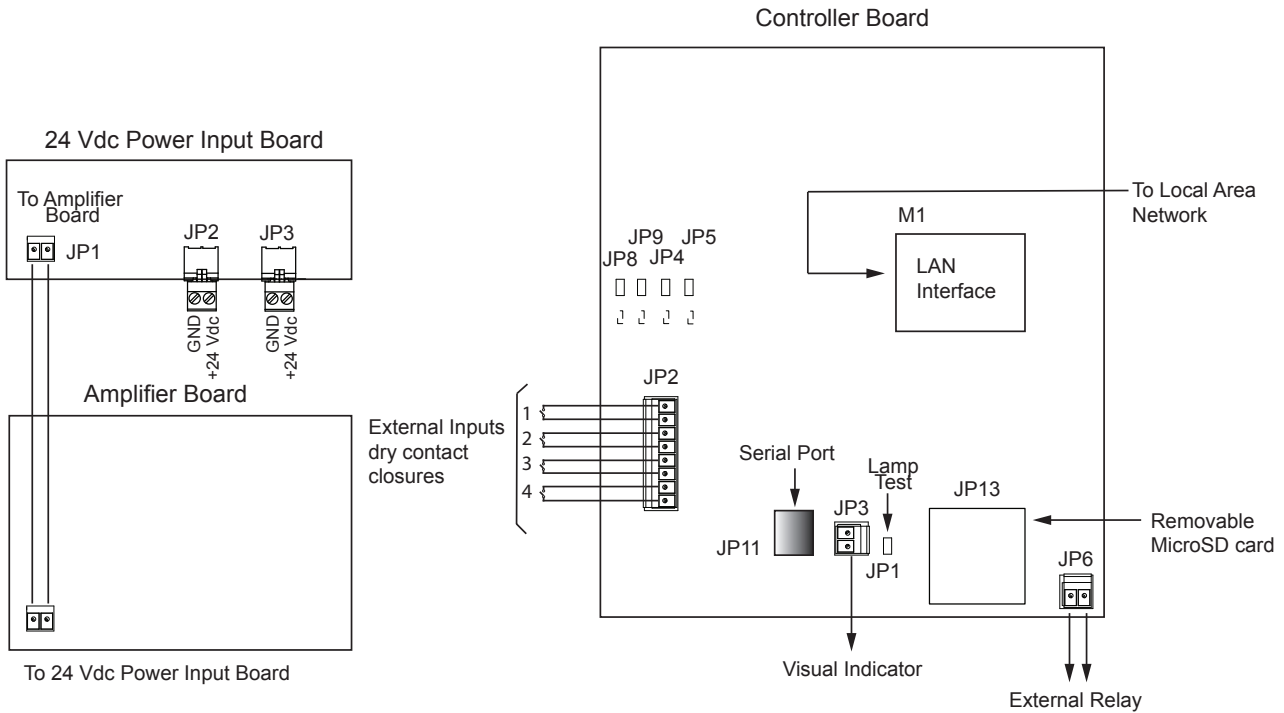 Controller Board
24 Vdc Power Input Board
To Amplifier
Board
JP1
JP2
JP3
GND
+24 Vdc
GND
+24 Vdc
Amplifier Board
To 24 Vdc Power Input Board
To Local Area
Network
M1
LAN
Interface
JP9
JP5
JP8
JP4
JP2
External Inputs
dry contact
closures
1
2
3
4
Serial Port
JP11
JP3
Lamp
Test
JP1
JP13
Removable
MicroSD card
JP6
Visual Indicator
External Relay